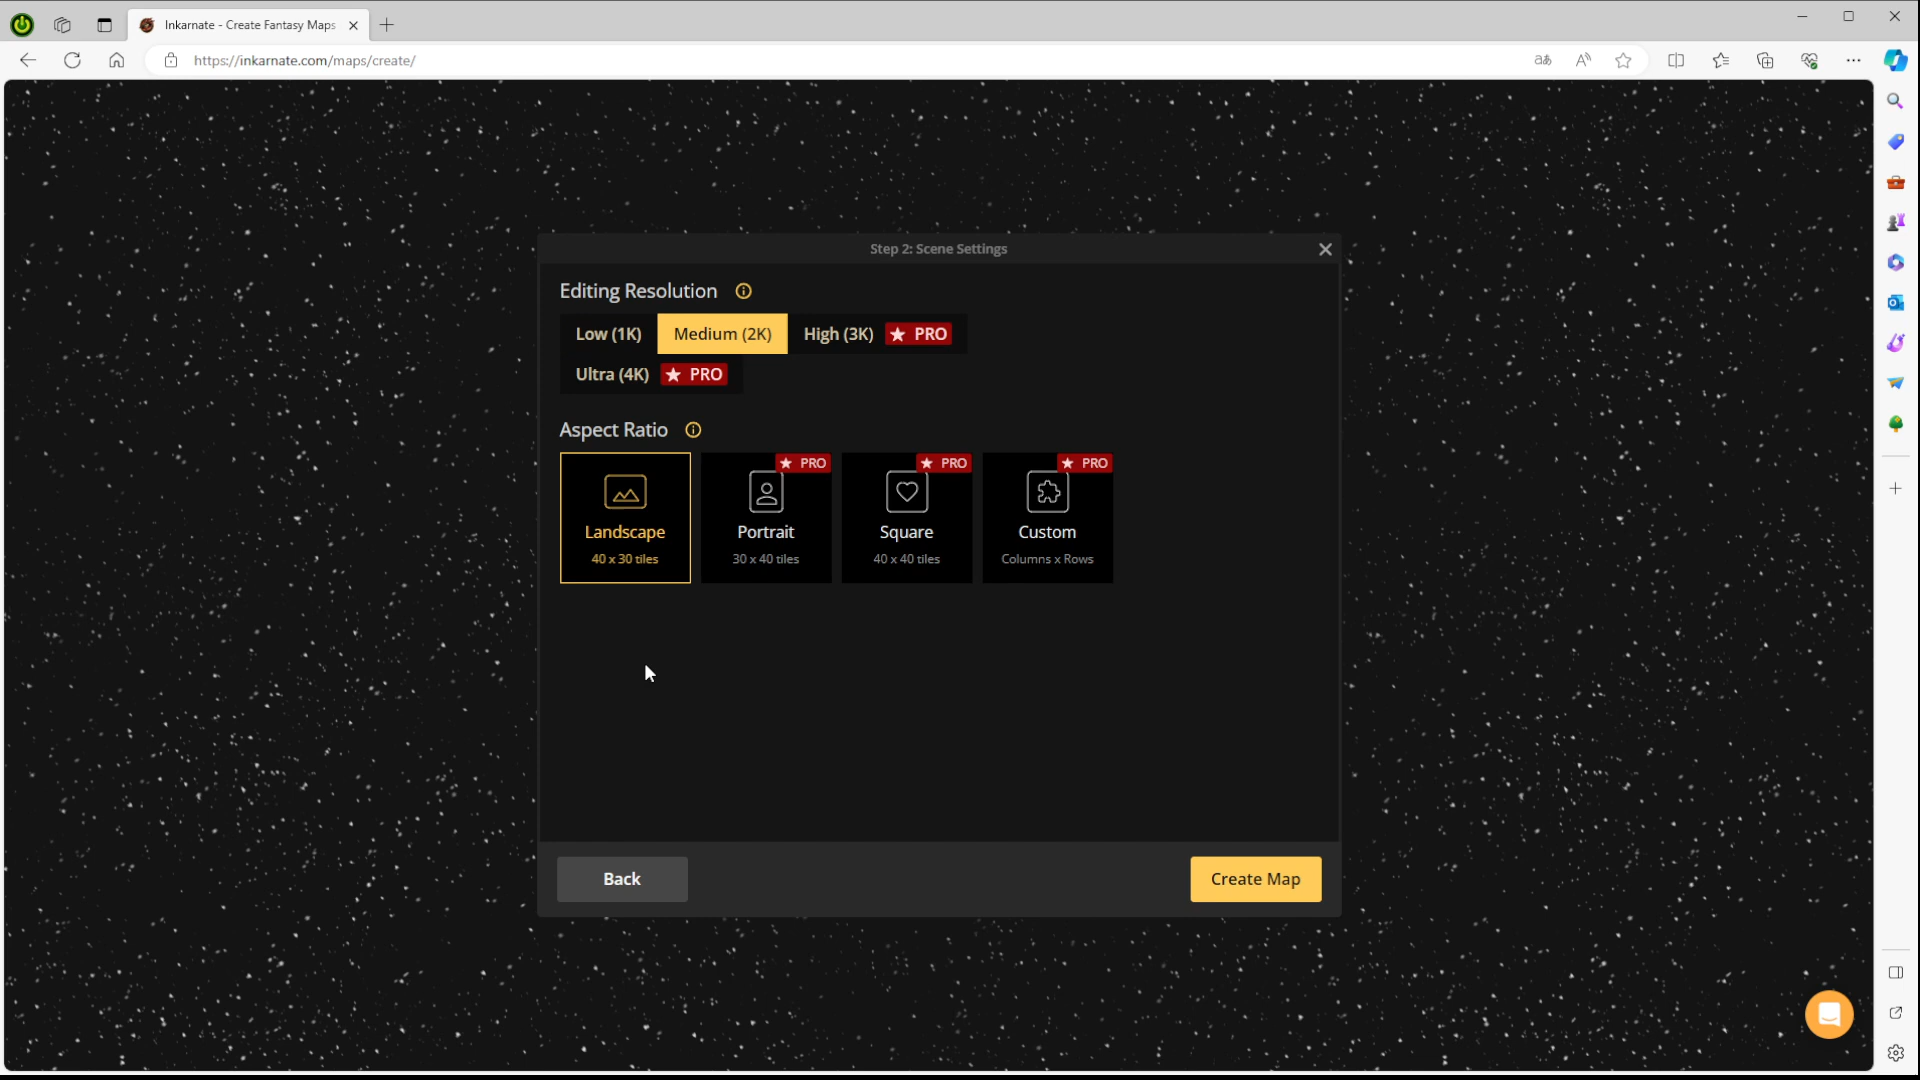 Inkarnate - Create Fantasy Maps
https://inkarnate.com/maps/create/
Step 2: Scene Settings
Editing Resolution
Low (1K) Medium (2K) High (3K) PRO
Ultra (4K) PRO
Aspect Ratio
PRO PRO PRO
Landscape Portrait Square Custom
40 x 30 tiles 30 x 40 tiles 40 x 40 tiles Columns x Rows
Back Create Map